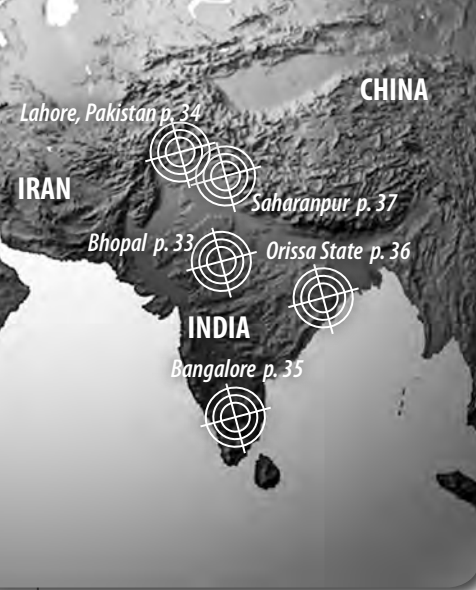 CHINA
Lahore, Pakistan p. 34
IRAN
Saharanpur p. 37
Bhopal p. 33
Orissa State p. 36
INDIA
Bangalore p. 35